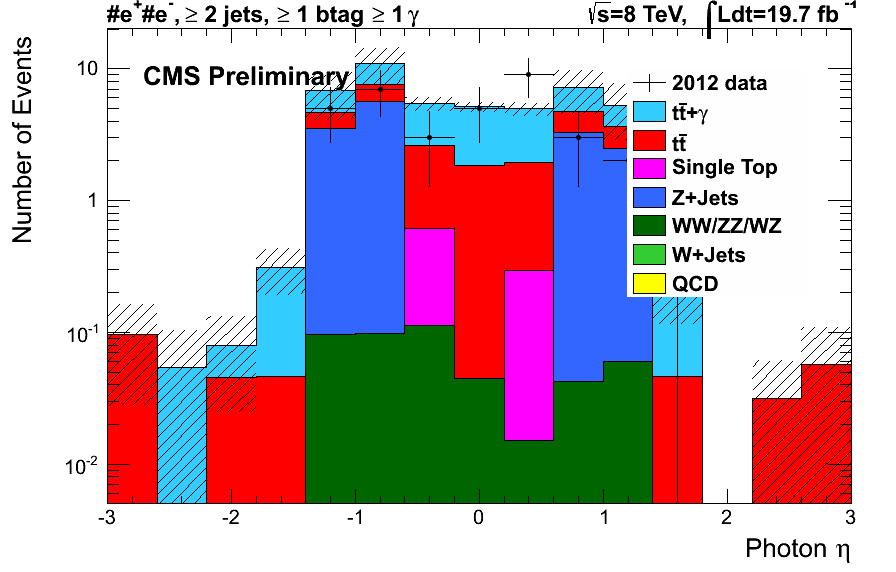 #e⁺#e⁻, ≥ 2 jets, ≥ 1 btag ≥ 1 γ
√s=8 TeV, ∫Ldt=19.7 fb⁻¹
CMS Preliminary
Number of Events
10
1
10⁻¹
10⁻²
2012 data
tt̄+γ
tt̄
Single Top
Z+Jets
WW/ZZ/WZ
W+Jets
QCD
-3 -2 -1 0 1 2 3
Photon η